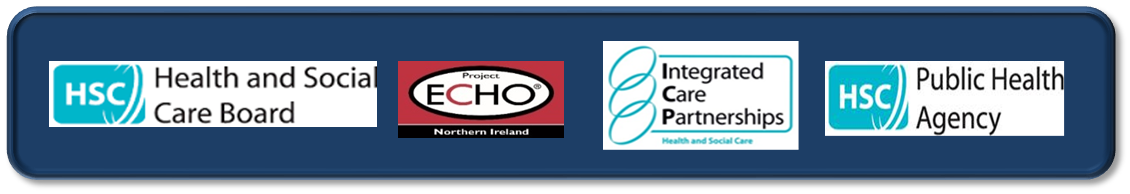 HSC
Health and Social
Care Board
Project
ECHO®
Northern Ireland
I C P
Integrated
Care
Partnerships
Health and Social Care
HSC
Public Health
Agency